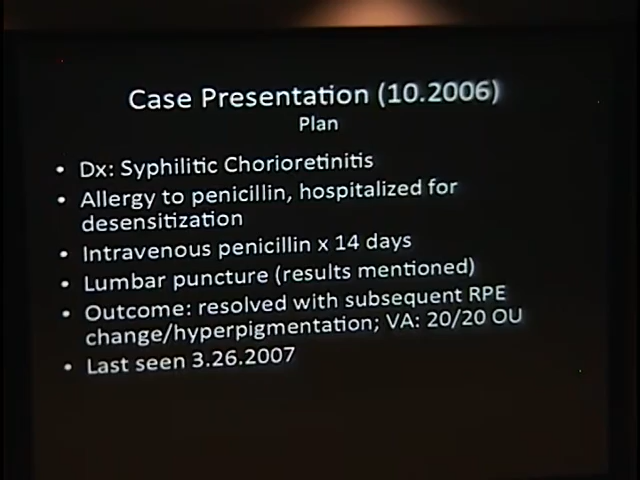 Case Presentation (10.2006)
Plan
• Dx: Syphilitic Chorioretinitis
• Allergy to penicillin, hospitalized for
desensitization
• Intravenous penicillin x 14 days
• Lumbar puncture (results mentioned)
• Outcome: resolved with subsequent RPE
change/hyperpigmentation; VA: 20/20 OU
• Last seen 3.26.2007